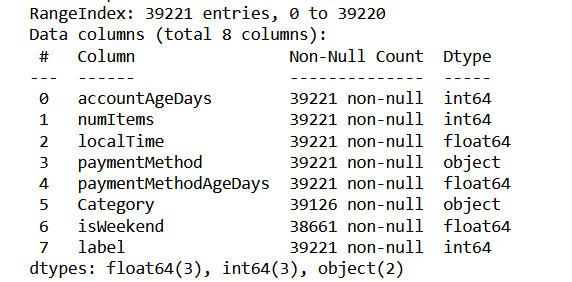 RangeIndex: 39221 entries, 0 to 39220
Data columns (total 8 columns):
 #   Column                Non-Null Count  Dtype
---  ------                --------------  -----
 0   accountAgeDays        39221 non-null  int64
 1   numItems              39221 non-null  int64
 2   localTime             39221 non-null  float64
 3   paymentMethod         39221 non-null  object
 4   paymentMethodAgeDays  39221 non-null  float64
 5   Category              39126 non-null  object
 6   isWeekend             38661 non-null  float64
 7   label                 39221 non-null  int64
dtypes: float64(3), int64(3), object(2)